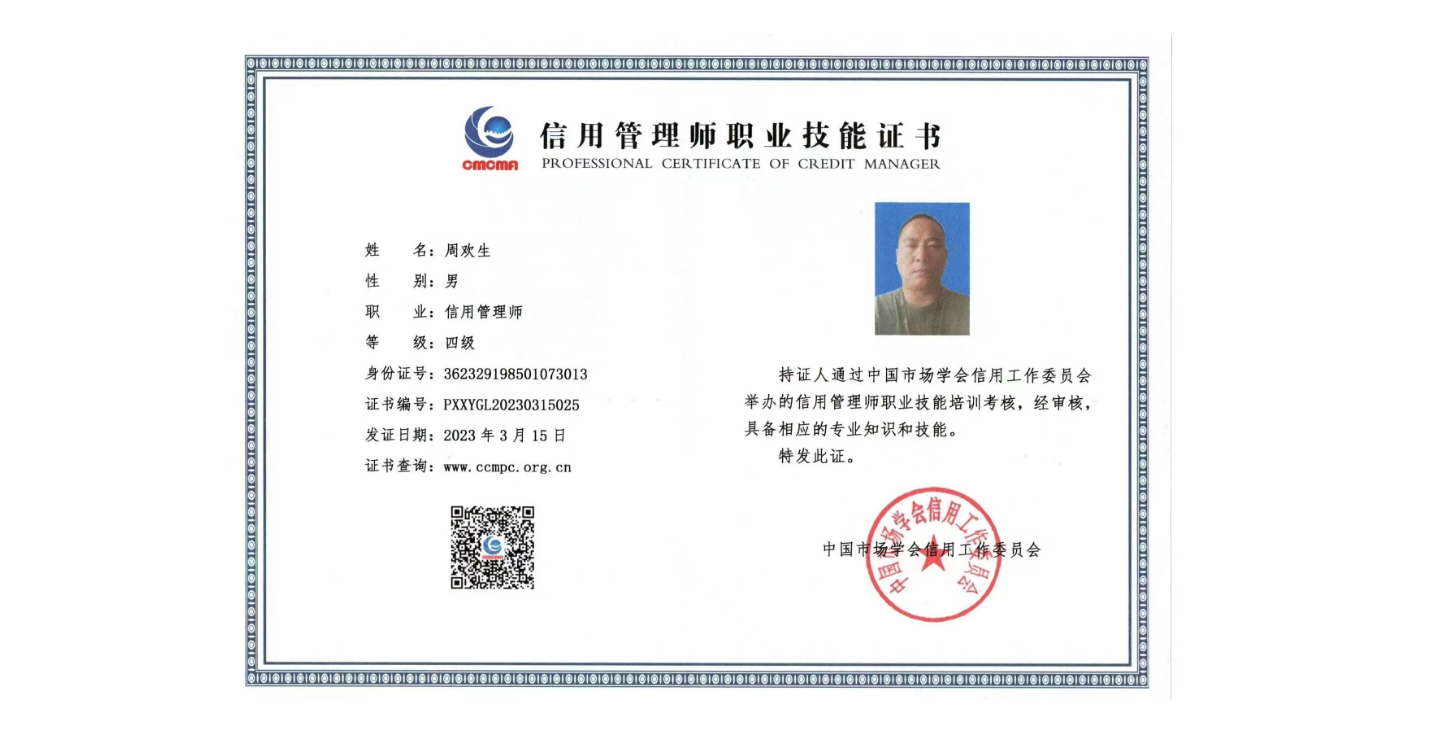 CMCMA
信用管理师职业技能证书
PROFESSIONAL CERTIFICATE OF CREDIT MANAGER
姓 名：周欢生
性 别：男
职 业：信用管理师
等 级：四级
身份证号：362329198501073013
证书编号：PXXYGL20230315025
发证日期：2023 年 3 月 15 日
证书查询：www.ccmpc.org.cn
CMCMA
持证人通过中国市场学会信用工作委员会
举办的信用管理师职业技能培训考核，经审核，
具备相应的专业知识和技能。
特发此证。
中国市场学会信用工作委员会
中国市场学会信用工作委员会